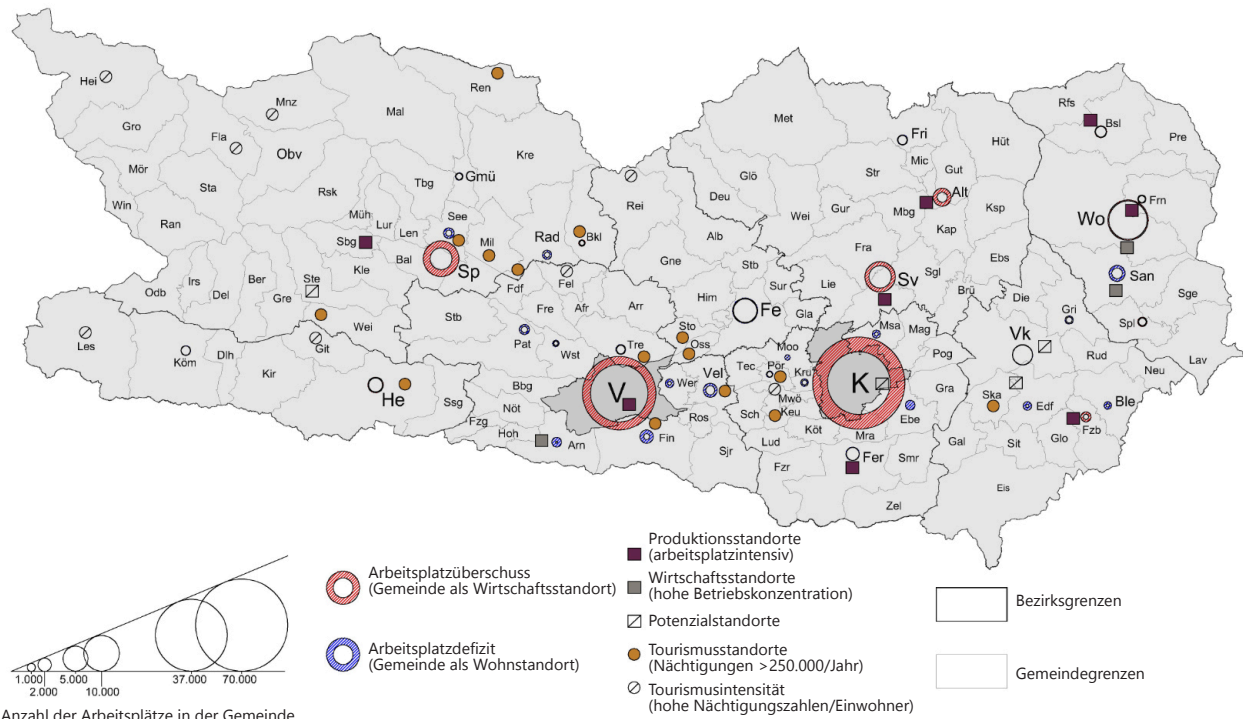 Hei
Ren
Mnz
Mal
Gro
Fla
Obv
Kre
Mör
Sta
Rsk
Tbg
Gmü
Win
Ran
Müh
Lur
Len
See
Sbg
Bal
Sp
Mil
Rad
Bkl
Kle
Fdf
Fel
Odb
Irs
Del
Ber
Gre
Ste
Wei
Stb
Fre
Afr
Arr
Pat
Wst
Les
Köm
Dlh
Kir
Git
He
Ssg
Bbg
Nöt
Fzg
Hoh
Arn
Tre
V
Fin
Wer
Vel
Ros
Sjr
Rei
Gne
Alb
Deu
Glö
Met
Wei
Stb
Him
Fe
Sur
Gla
Sto
Oss
Fri
Str
Mic
Gut
Hüt
Gur
Mbg
Alt
Kap
Ksp
Fra
Lie
Sv
Sgl
Brü
Ebs
Msa
Mag
Moo
Tec
Pör
Kru
Mwö
Keu
Sch
Köt
Lud
K
Pog
Gra
Ebe
Mra
Fzr
Fer
Smr
Zel
Rfs
Bsl
Pre
Wo
Frn
San
Sge
Spl
Lav
Die
Gri
Vk
Rud
Neu
Ska
Edf
Ble
Gal
Sit
Glo
Fzb
Eis
1.000
2.000
5.000
10.000
37.000
70.000
Anzahl der Arbeitsplätze in der Gemeinde
Arbeitsplatzüberschuss
(Gemeinde als Wirtschaftsstandort)
Arbeitsplatzdefizit
(Gemeinde als Wohnstandort)
Produktionsstandorte
(arbeitsplatzintensiv)
Wirtschaftsstandorte
(hohe Betriebskonzentration)
Potenzialstandorte
Tourismusstandorte
(Nächtigungen >250.000/Jahr)
Tourismusintensität
(hohe Nächtigungszahlen/Einwohner)
Bezirksgrenzen
Gemeindegrenzen